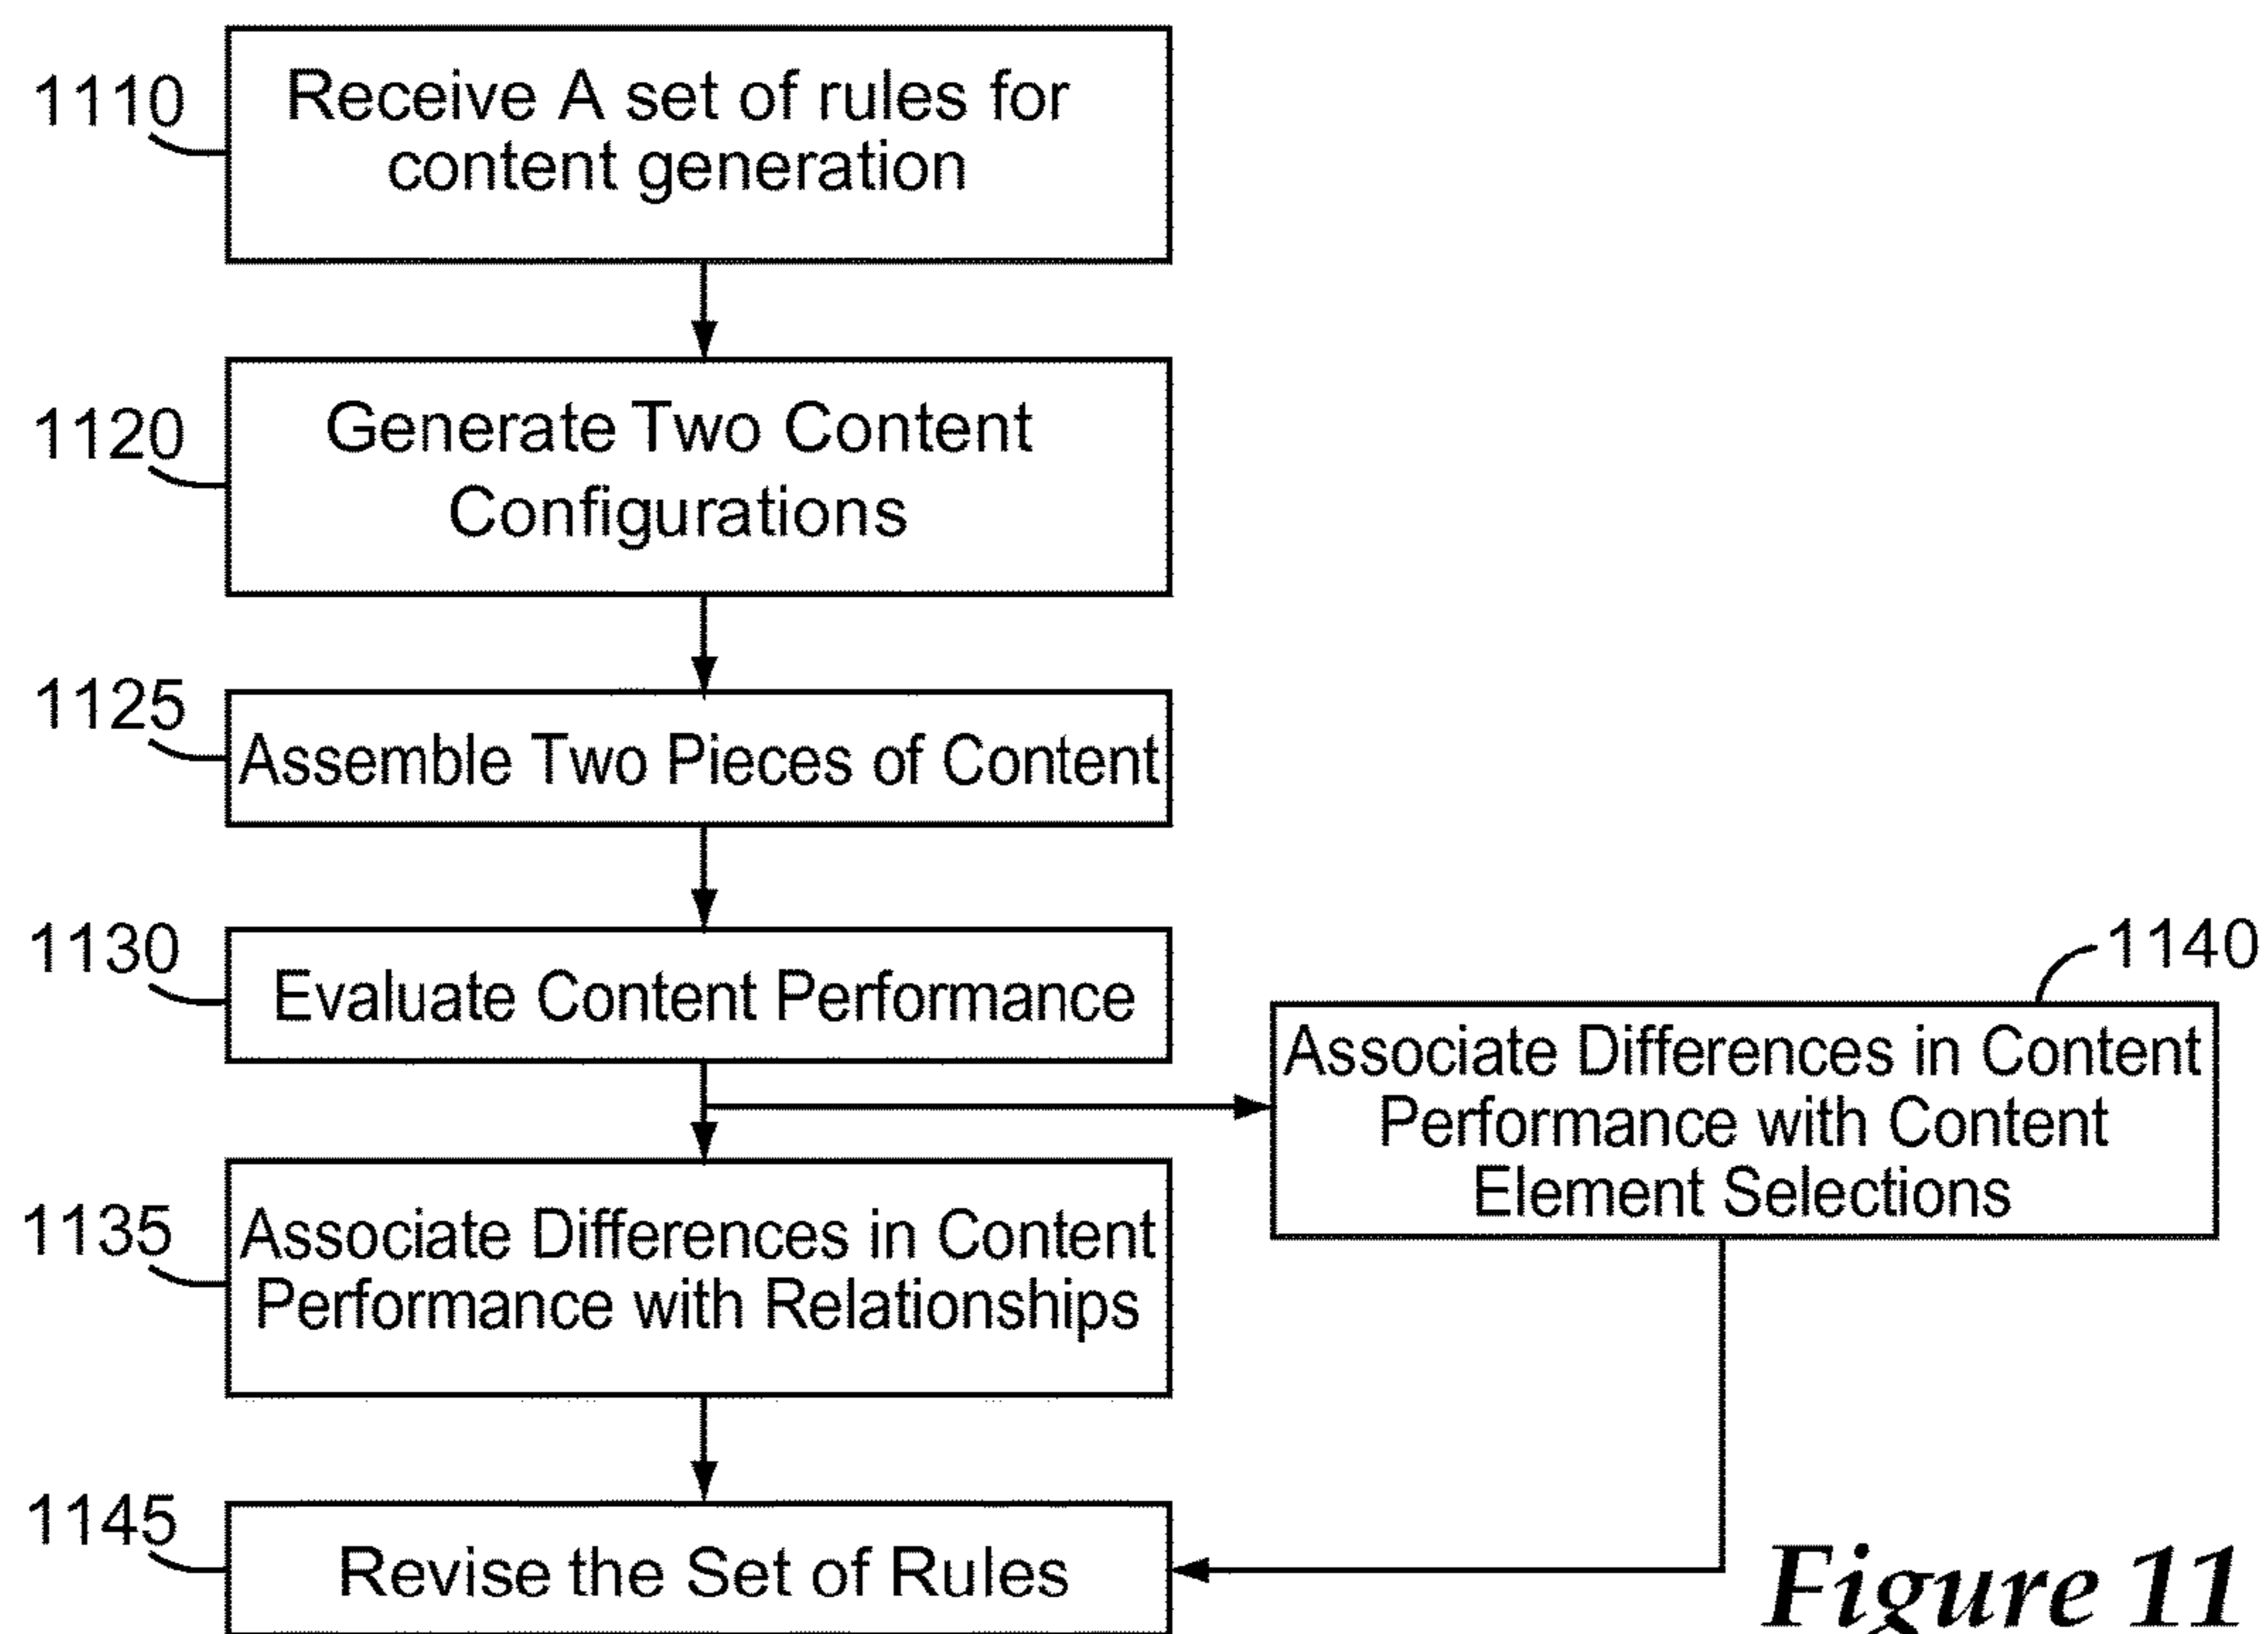 1110
Receive A set of rules for
content generation
1120
Generate Two Content
Configurations
1125
Assemble Two Pieces of Content
1130
Evaluate Content Performance
1140
Associate Differences in Content
Performance with Content
Element Selections
1135
Associate Differences in Content
Performance with Relationships
1145
Revise the Set of Rules
Figure 11